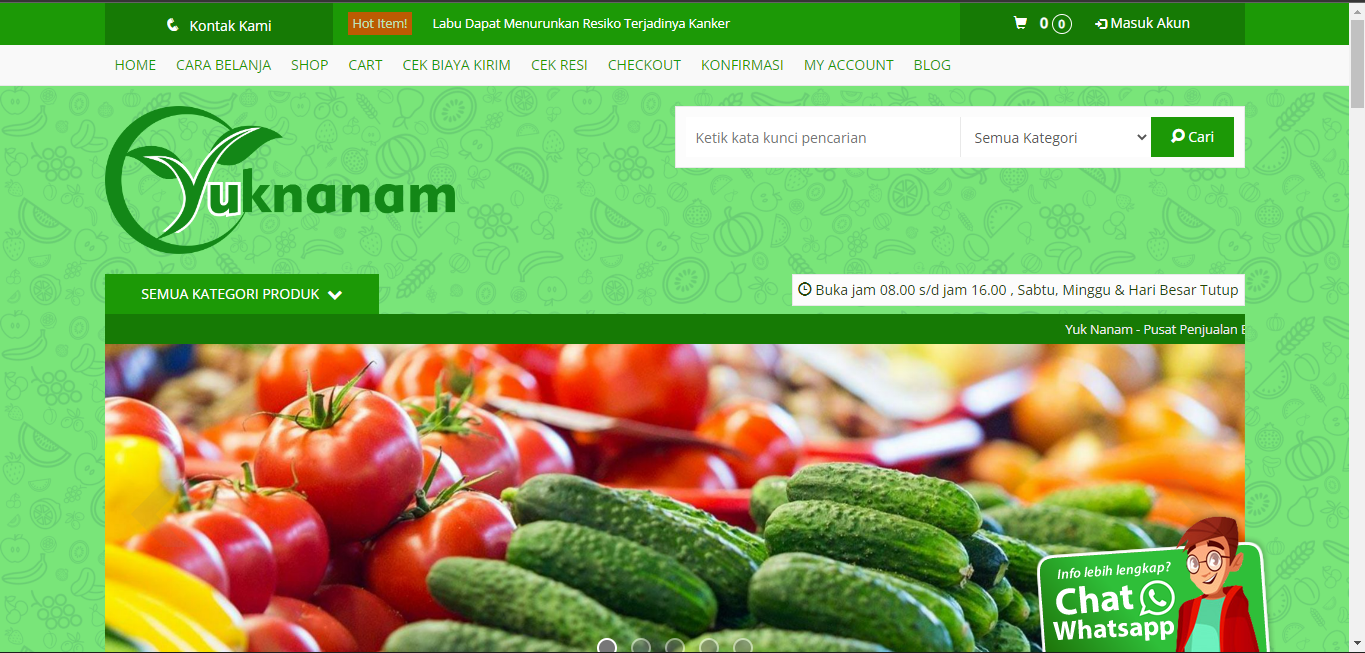 Kontak Kami
Hot Item!
Labu Dapat Menurunkan Resiko Terjadinya Kanker
0 0
Masuk Akun
HOME CARA BELANJA SHOP CART CEK BIAYA KIRIM CEK RESI CHECKOUT KONFIRMASI MY ACCOUNT BLOG
Yuknanam
Ketik kata kunci pencarian
Semua Kategori
Cari
SEMUA KATEGORI PRODUK
Buka jam 08.00 s/d jam 16.00 , Sabtu, Minggu & Hari Besar Tutup
Yuk Nanam - Pusat Penjualan
Info lebih lengkap?
Chat
Whatsapp